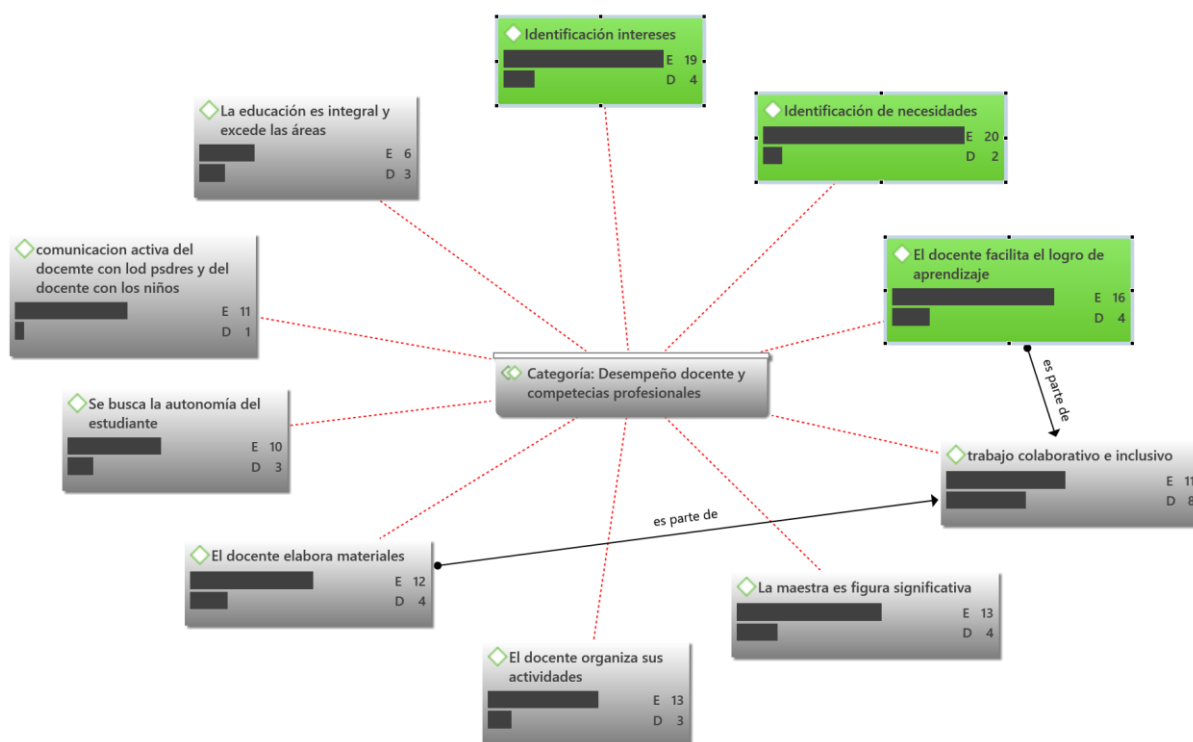 Identificación intereses
E 19
D 4
Identificación de necesidades
E 20
D 2
La educación es integral y
excede las áreas
E 6
D 3
comunicacion activa del
docemte con lod psdres y del
docente con los niños
E 11
D 1
El docente facilita el logro de
aprendizaje
E 16
D 4
Categoría: Desempeño docente y
competecias profesionales
es parte de
Se busca la autonomía del
estudiante
E 10
D 3
trabajo colaborativo e inclusivo
E 11
D 8
es parte de
El docente elabora materiales
E 12
D 4
La maestra es figura significativa
E 13
D 4
El docente organiza sus
actividades
E 13
D 3